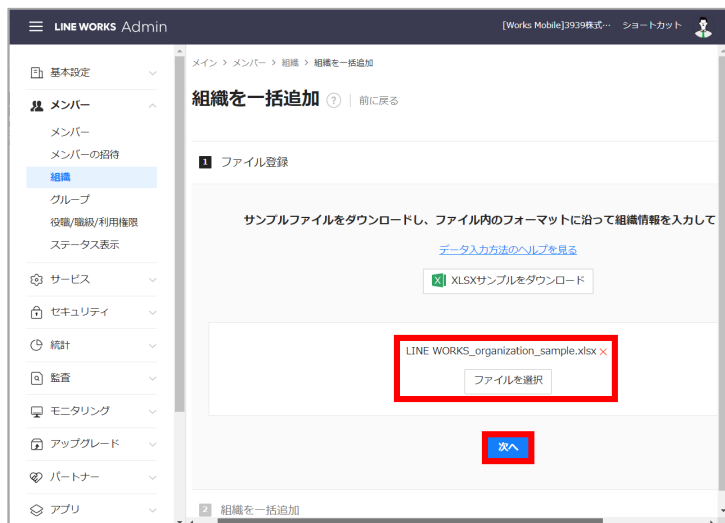 LINE WORKS Admin
[Works Mobile]3939株式… ショートカット
基本設定
メンバー
メンバー
メンバーの招待
組織
グループ
役職/職級/利用権限
ステータス表示
サービス
セキュリティ
統計
監査
モニタリング
アップグレード
パートナー
アプリ
メイン > メンバー > 組織 > 組織を一括追加
組織を一括追加 ? | 前に戻る
1 ファイル登録
サンプルファイルをダウンロードし、ファイル内のフォーマットに沿って組織情報を入力して
データ入力方法のヘルプを見る
XLSXサンプルをダウンロード
LINE WORKS_organization_sample.xlsx ×
ファイルを選択
次へ
2 組織を一括追加